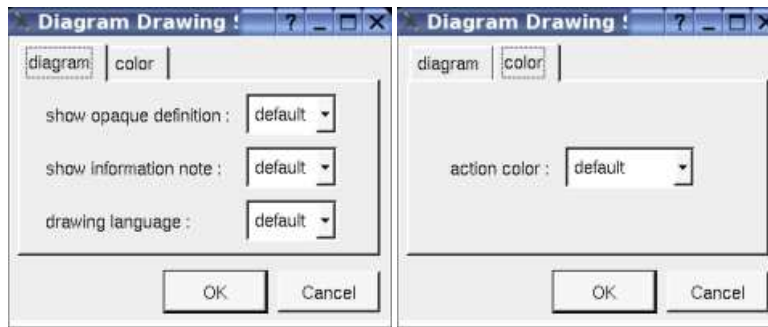 Diagram Drawing S ? _ □ X
diagram color
show opaque definition : default
show information note : default
drawing language : default
OK Cancel
Diagram Drawing S ? _ □ X
diagram color
action color : default
OK Cancel